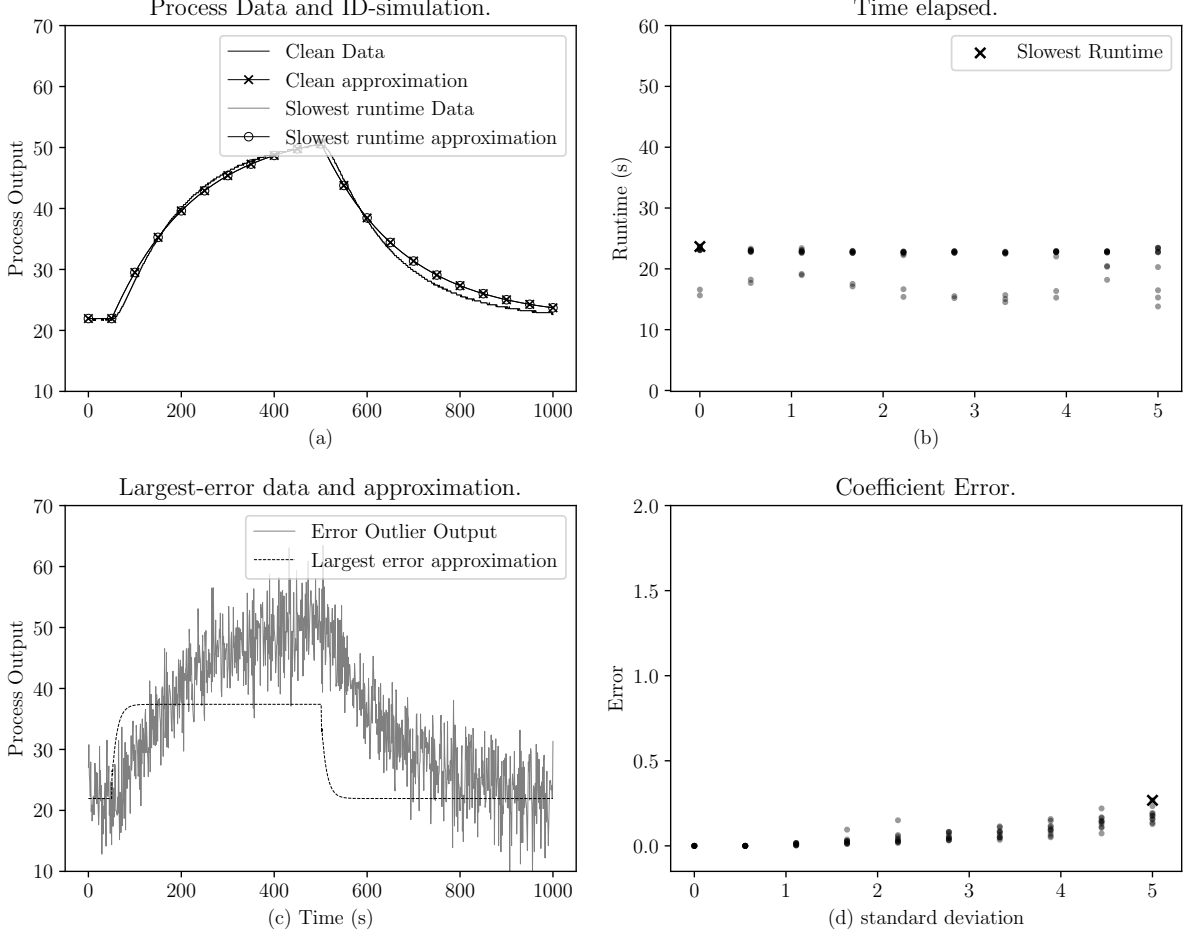 Process Data and ID-simulation.
70
60
50
40
30
20
10
Process Output
Clean Data
Clean approximation
Slowest runtime Data
Slowest runtime approximation
0 200 400 600 800 1000
(a)
Time elapsed.
60
50
40
30
20
10
0
Runtime (s)
Slowest Runtime
0 1 2 3 4 5
(b)
Largest-error data and approximation.
70
60
50
40
30
20
10
Process Output
Error Outlier Output
Largest error approximation
0 200 400 600 800 1000
(c) Time (s)
Coefficient Error.
2.0
1.5
1.0
0.5
0.0
Error
0 1 2 3 4 5
(d) standard deviation